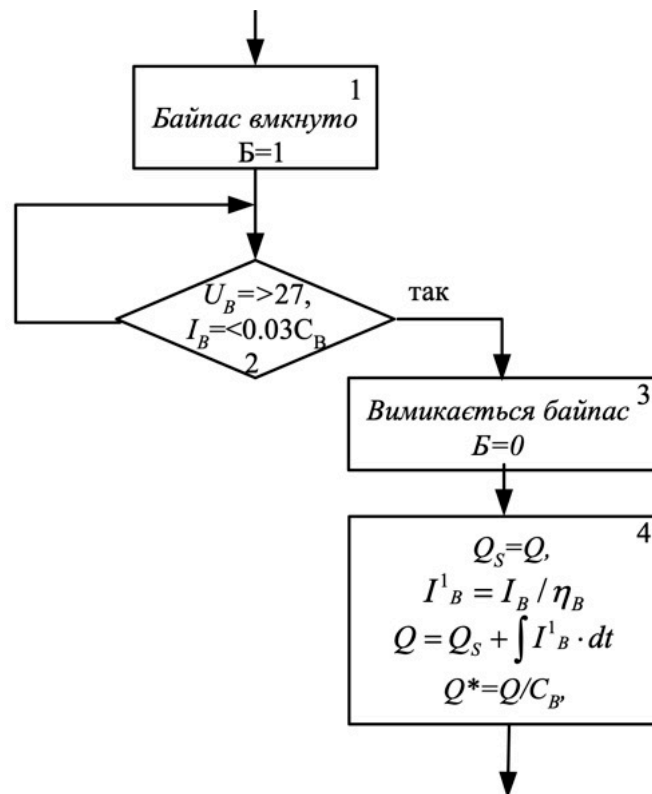 1
Байпас вмкнуто
Б=1
U_B=>27,
I_B=<0.03C_B
2
так
3
Вимикається байпас
Б=0
4
Q_S=Q,
I¹_B = I_B / η_B
Q = Q_S + ∫ I¹_B · dt
Q*=Q/C_B,